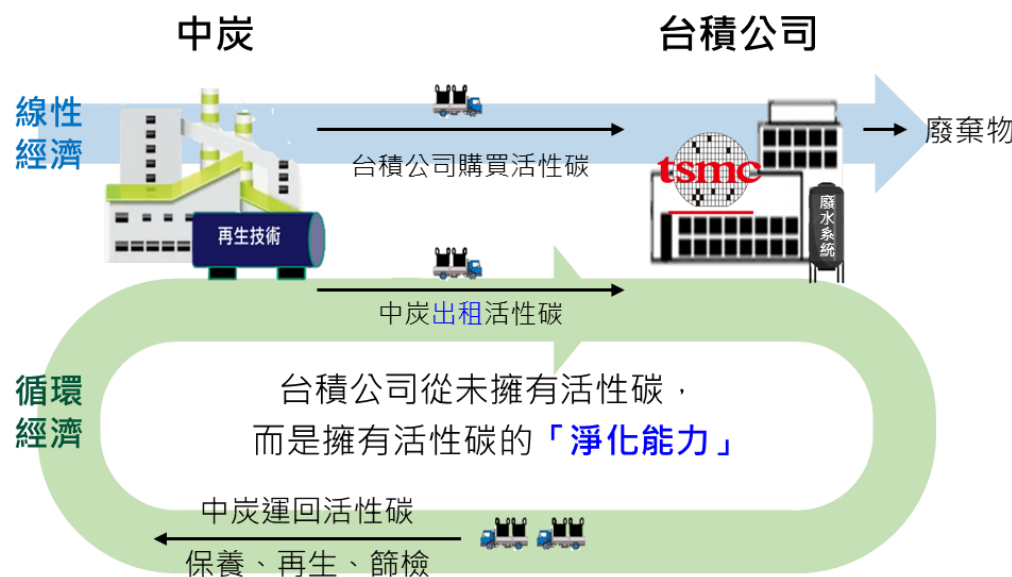 中炭
台積公司
線性
經濟
台積公司購買活性碳
tsmc
廢棄物
再生技術
廢水系統
中炭出租活性碳
循環
經濟
台積公司從未擁有活性碳，
而是擁有活性碳的「淨化能力」
中炭運回活性碳
保養、再生、篩檢